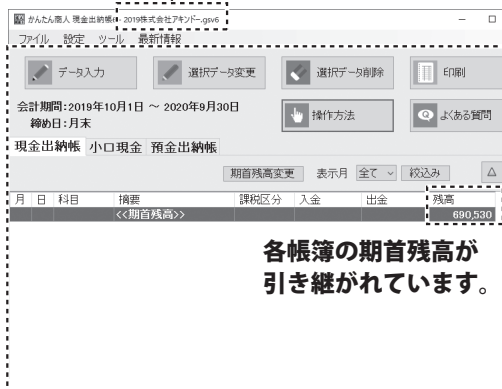 かんたん商人 現金出納帳6 - 2019株式会社アキンドー.gsv6
ファイル 設定 ツール 最新情報
データ入力 選択データ変更 選択データ削除 印刷
会計期間:2019年10月1日 ～ 2020年9月30日
締め日:月末
操作方法 よくある質問
現金出納帳 小口現金 預金出納帳
期首残高変更 表示月 全て 絞込み △
月 日 科目 摘要 課税区分 入金 出金 残高
<<期首残高>> 690,530
各帳簿の期首残高が
引き継がれています。